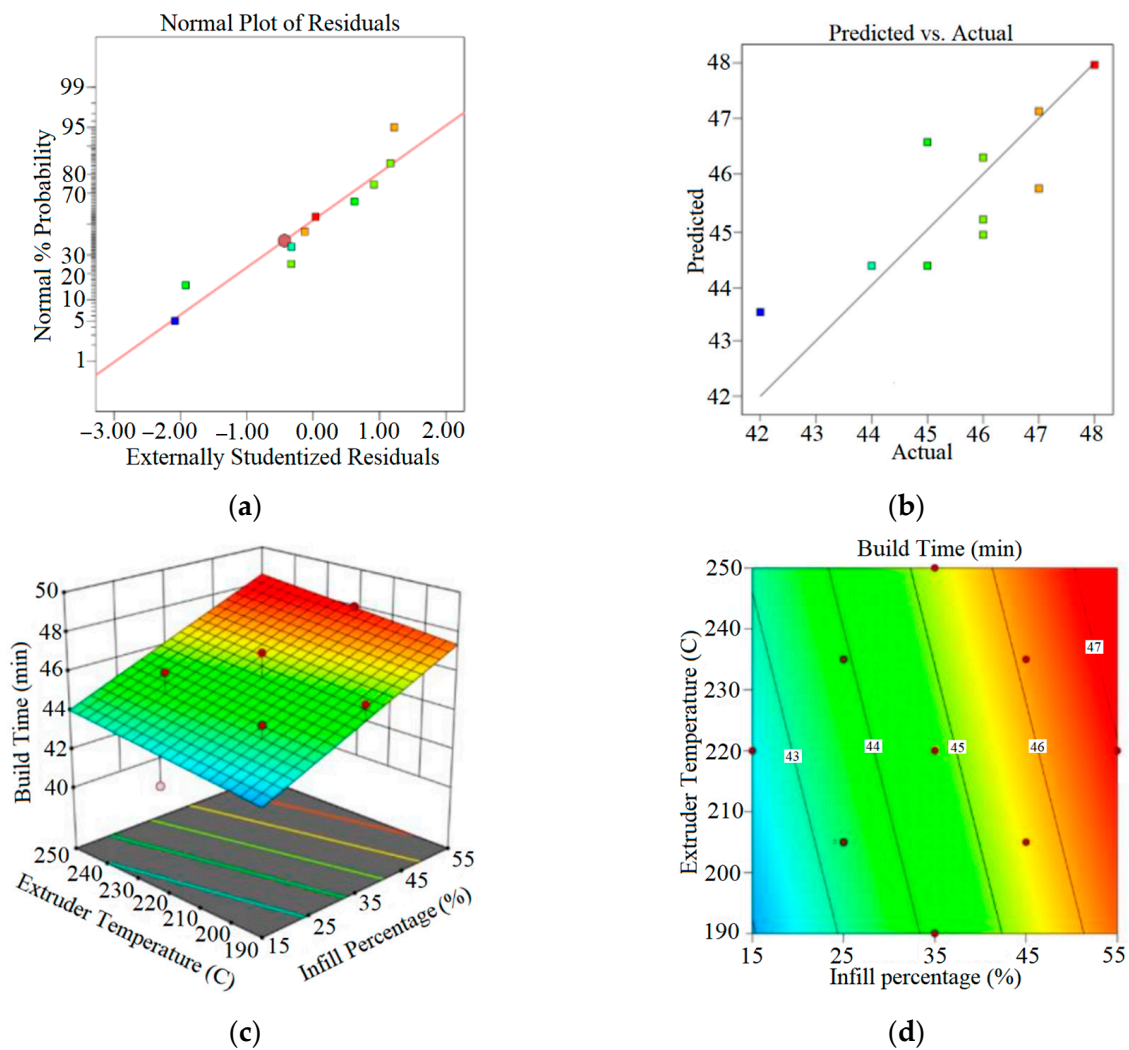 Normal Plot of Residuals
Normal % Probability
99
95
80
70
30
20
10
5
1
−3.00 −2.00 −1.00 0.00 1.00 2.00
Externally Studentized Residuals
(a)
Predicted vs. Actual
Predicted
48
47
46
45
44
43
42
42 43 44 45 46 47 48
Actual
(b)
Build Time (min)
50
48
46
44
42
40
250
240
230
220
210
200
190
Extruder Temperature (C)
15
25
35
45
55
Infill Percentage (%)
(c)
Build Time (min)
Extruder Temperature (C)
250
240
230
220
210
200
190
43
44
45
46
47
15 25 35 45 55
Infill percentage (%)
(d)